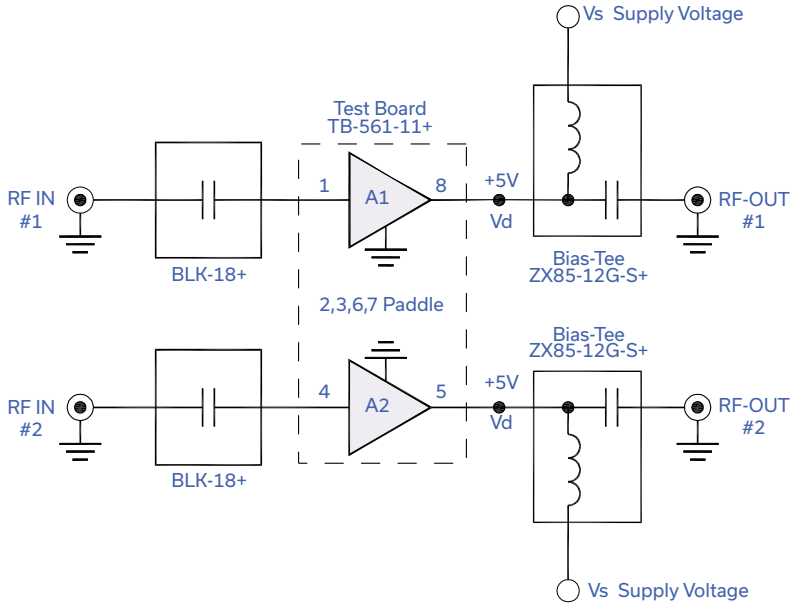 Vs Supply Voltage
Test Board
TB-561-11+
RF IN
#1
BLK-18+
1
A1
8
+5V
Vd
RF-OUT
#1
Bias-Tee
ZX85-12G-S+
2,3,6,7 Paddle
Bias-Tee
ZX85-12G-S+
RF IN
#2
BLK-18+
4
A2
5
+5V
Vd
RF-OUT
#2
Vs Supply Voltage